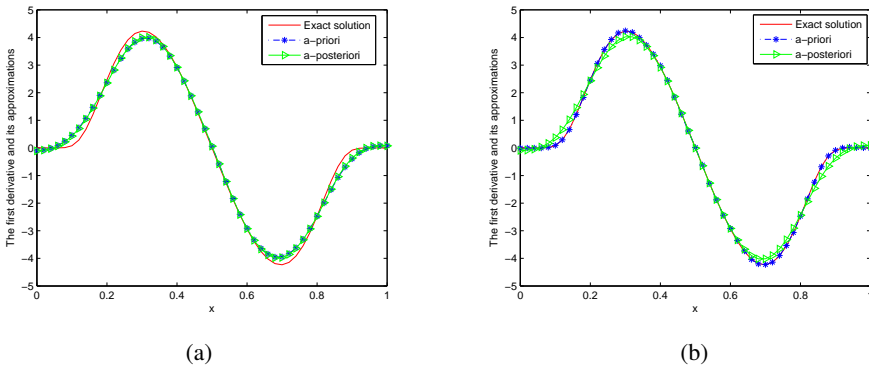 5
4
3
2
1
0
−1
−2
−3
−4
−5
0
0.2
0.4
0.6
0.8
1
x
The first derivative and its approximations
Exact solution
a−priori
a−posteriori
(a)
5
4
3
2
1
0
−1
−2
−3
−4
−5
0
0.2
0.4
0.6
0.8
1
x
The first derivative and its approximations
Exact solution
a−priori
a−posteriori
(b)